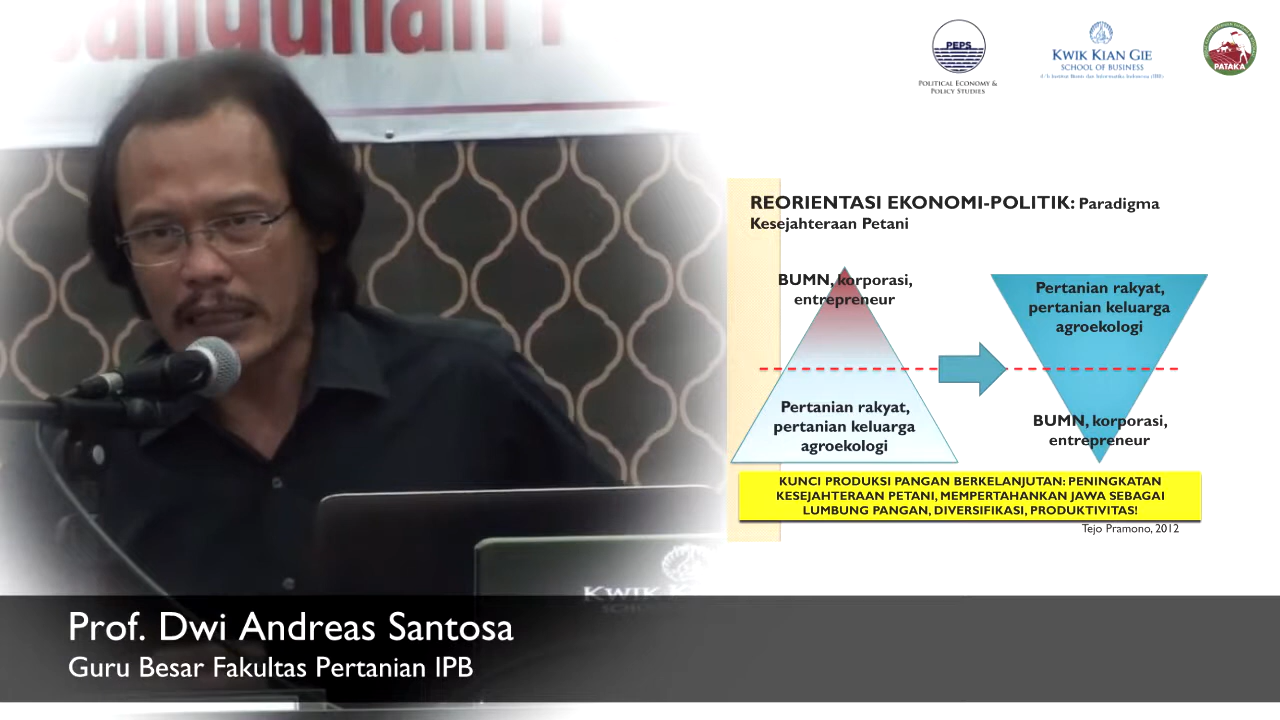 PEPS
POLITICAL ECONOMY &
POLICY STUDIES
KWIK KIAN GIE
SCHOOL OF BUSINESS
PATAKA
REORIENTASI EKONOMI-POLITIK: Paradigma
Kesejahteraan Petani
BUMN, korporasi,
entrepreneur
Pertanian rakyat,
pertanian keluarga
agroekologi
Pertanian rakyat,
pertanian keluarga
agroekologi
BUMN, korporasi,
entrepreneur
KUNCI PRODUKSI PANGAN BERKELANJUTAN: PENINGKATAN
KESEJAHTERAAN PETANI, MEMPERTAHANKAN JAWA SEBAGAI
LUMBUNG PANGAN, DIVERSIFIKASI, PRODUKTIVITAS!
Tejo Pramono, 2012
KWIK
Prof. Dwi Andreas Santosa
Guru Besar Fakultas Pertanian IPB